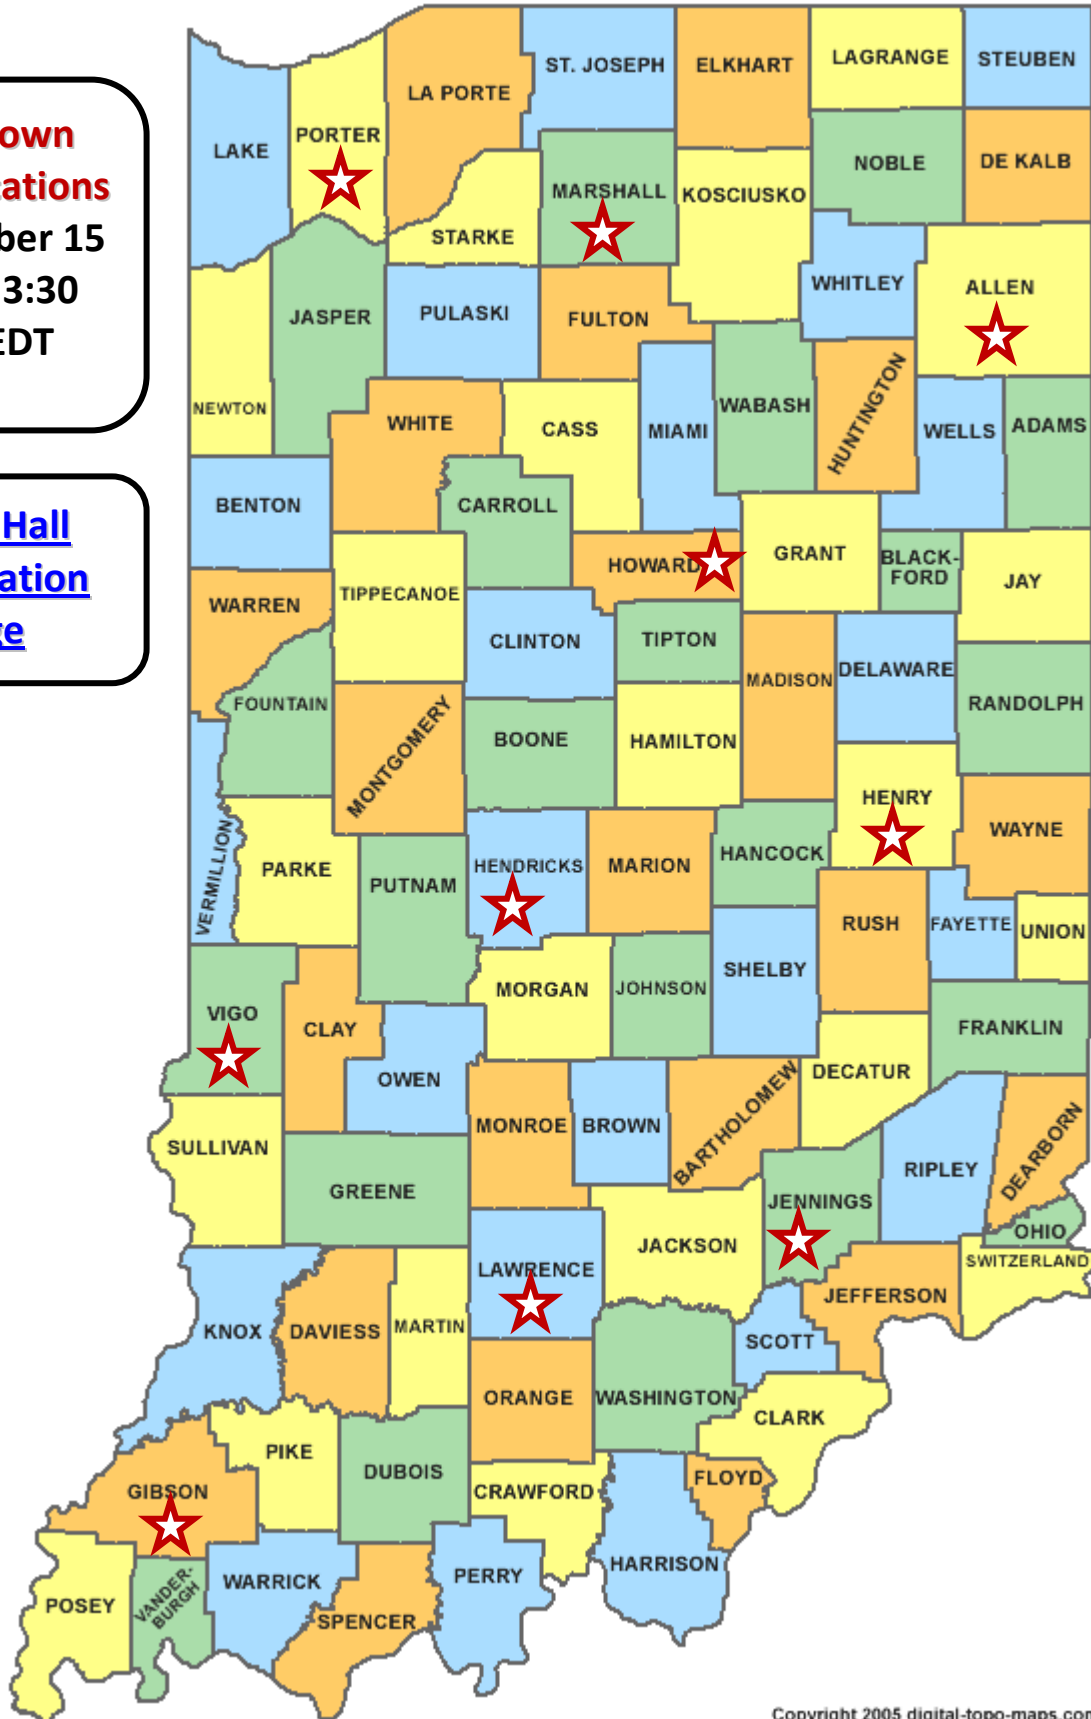 own
ations
ber 15
3:30
EDT
Hall
ation
ge
ST. JOSEPH
ELKHART
LAGRANGE
STEUBEN
LA PORTE
PORTER
LAKE
MARSHALL
KOSCIUSKO
NOBLE
DE KALB
STARKE
WHITLEY
ALLEN
JASPER
PULASKI
FULTON
NEWTON
WHITE
CASS
MIAMI
WABASH
HUNTINGTON
WELLS
ADAMS
BENTON
CARROLL
HOWARD
GRANT
BLACK-
FORD
JAY
WARREN
TIPPECANOE
CLINTON
TIPTON
MADISON
DELAWARE
RANDOLPH
FOUNTAIN
MONTGOMERY
BOONE
HAMILTON
HENRY
WAYNE
VERMILLION
PARKE
PUTNAM
HENDRICKS
MARION
HANCOCK
RUSH
FAYETTE
UNION
VIGO
CLAY
MORGAN
JOHNSON
SHELBY
FRANKLIN
OWEN
DECATUR
SULLIVAN
MONROE
BROWN
BARTHOLOMEW
DEARBORN
GREENE
RIPLEY
JENNINGS
OHIO
JACKSON
SWITZERLAND
LAWRENCE
JEFFERSON
KNOX
DAVIESS
MARTIN
SCOTT
ORANGE
WASHINGTON
CLARK
PIKE
DUBOIS
FLOYD
GIBSON
CRAWFORD
HARRISON
POSEY
VANDER-
BURGH
WARRICK
PERRY
SPENCER
Copyright 2005 digital-topo-maps.com